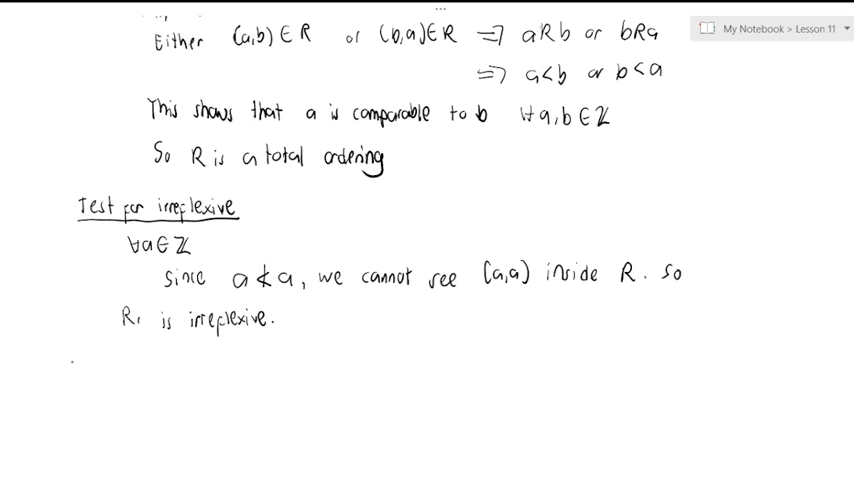 Either (a,b) ∈ R or (b,a) ∈ R ⟹ aRb or bRa
⟹ a<b or b<a
This shows that a is comparable to b ∀ a,b ∈ ℤ
So R is a total ordering
Test for irreflexive
∀a ∈ ℤ
Since a ≮ a, we cannot see (a,a) inside R. so
R, is irreflexive.
My Notebook > Lesson 11